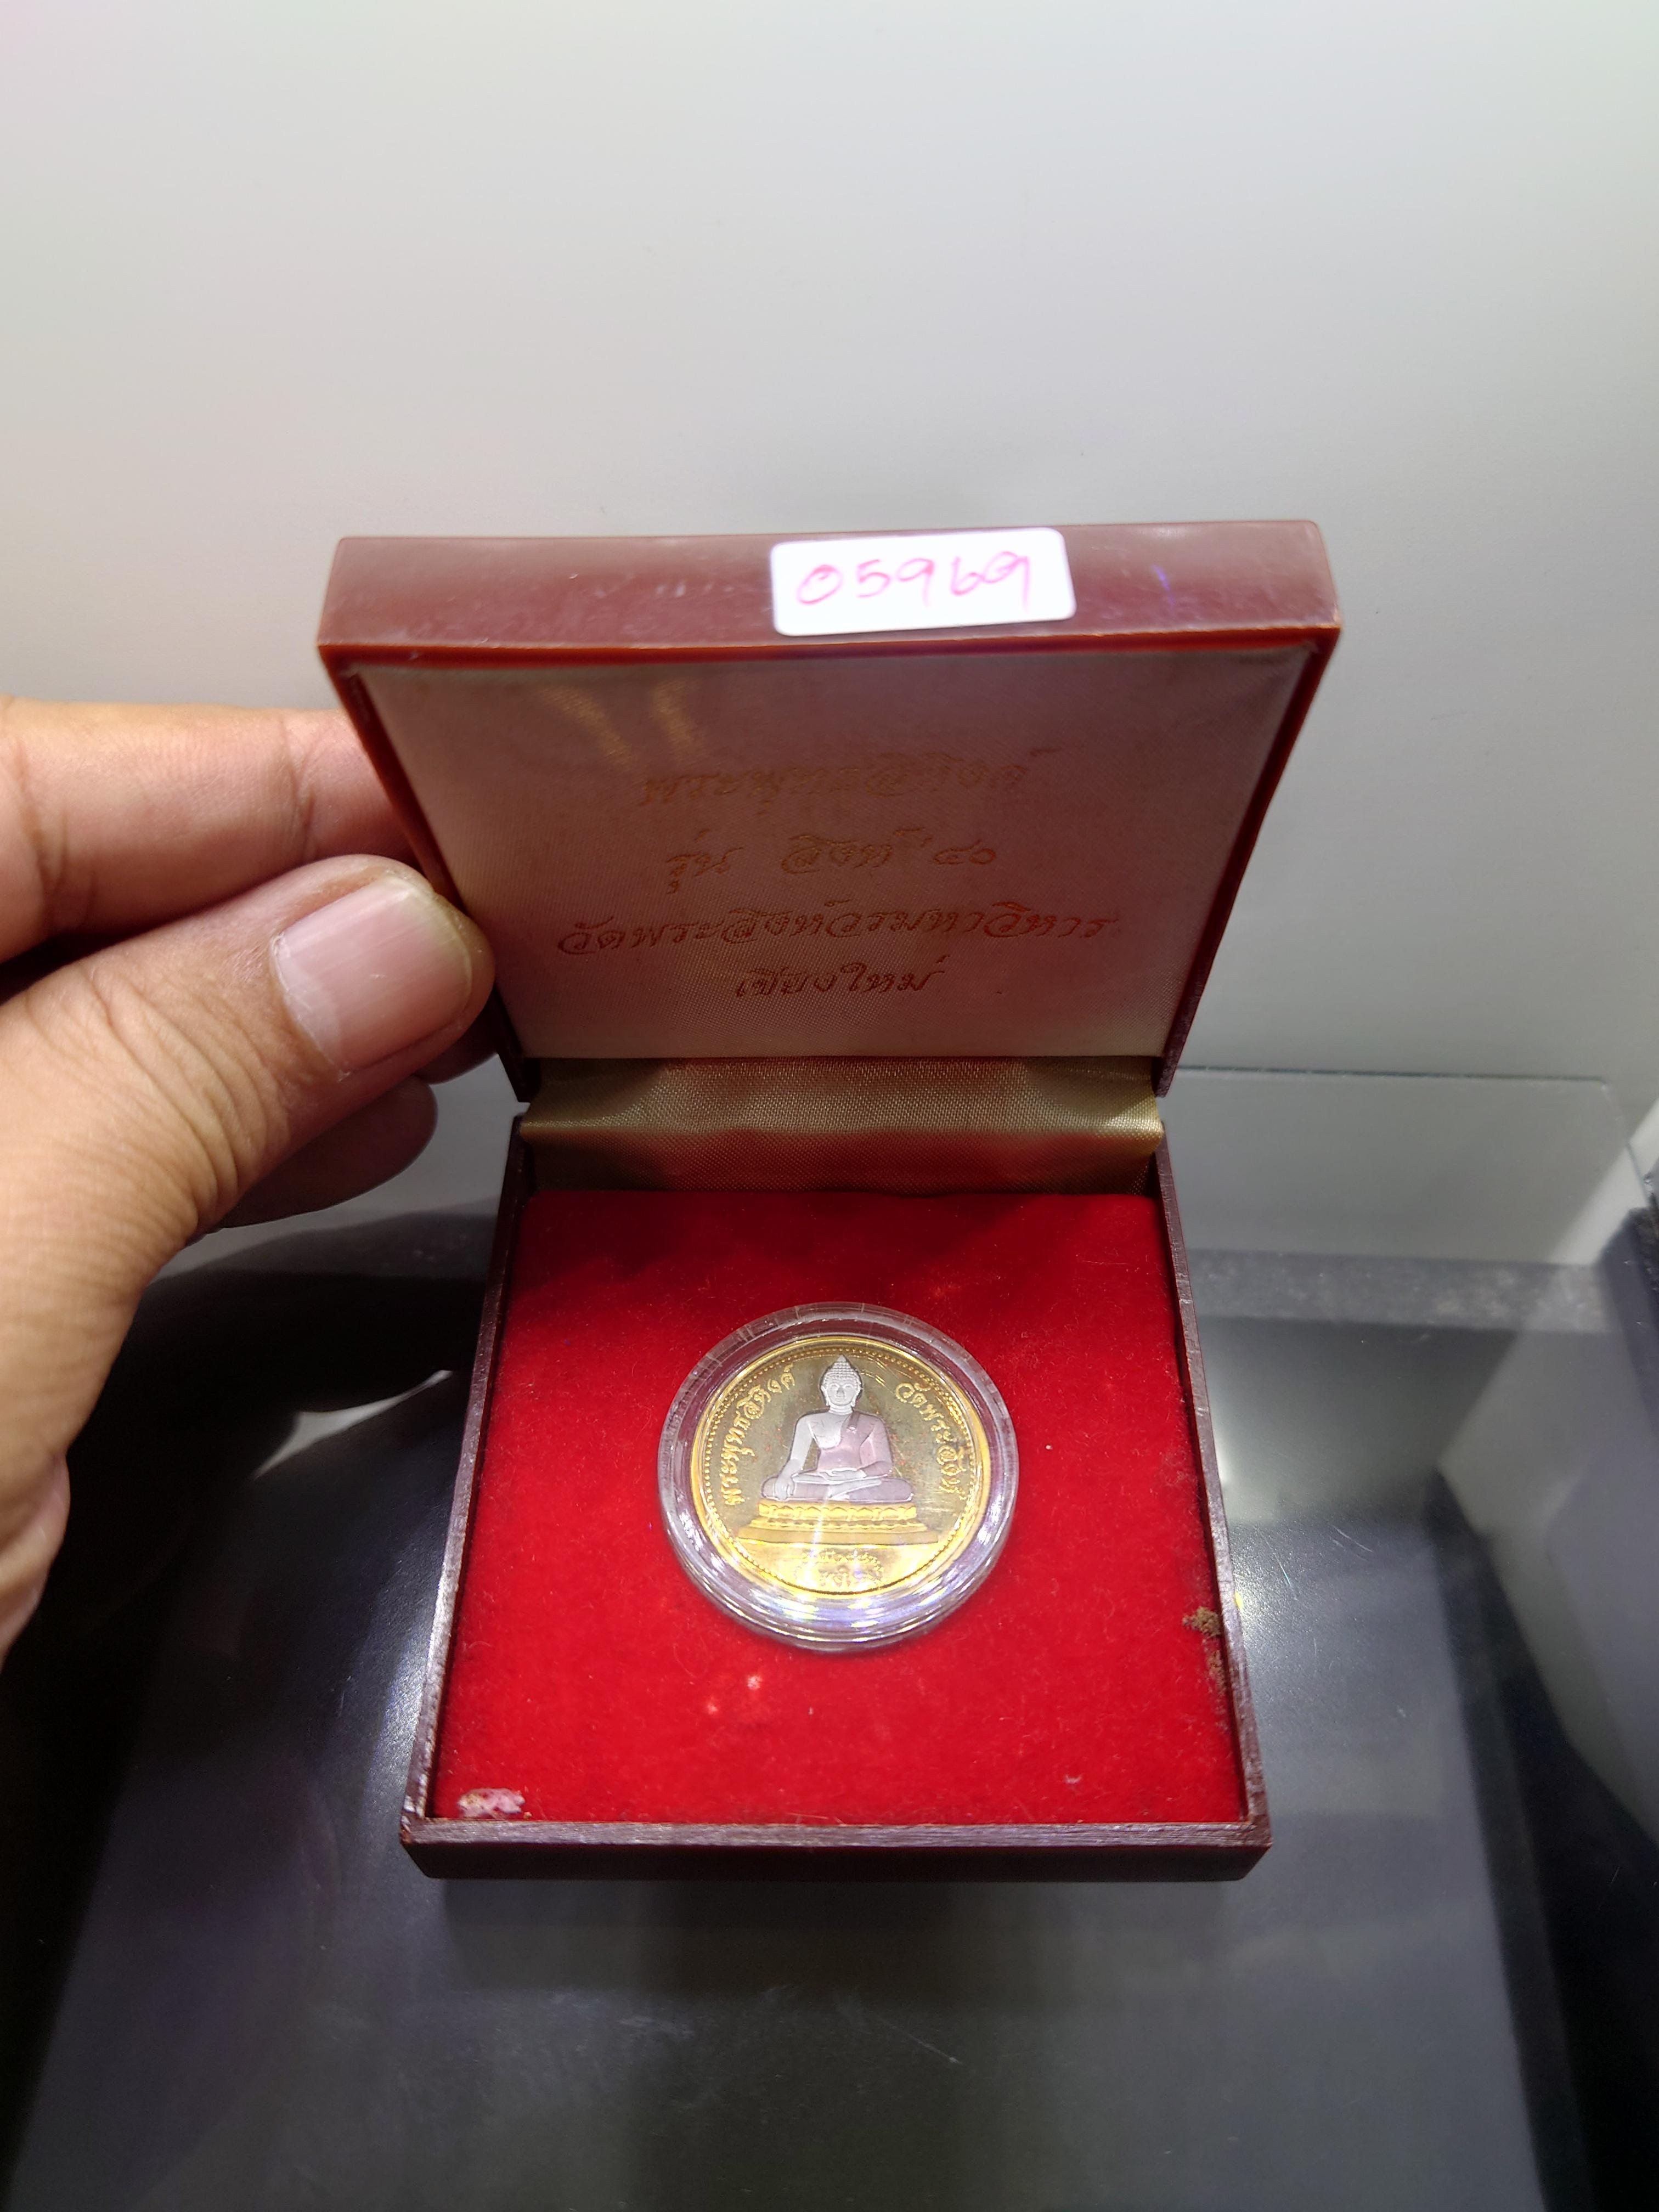 05969
พระพุทธสิหิงค์
รุ่น สิงห์ '๔๐
วัดพระสิงห์วรมหาวิหาร
เชียงใหม่
พระพุทธสิหิงค์ วัดพระสิงห์